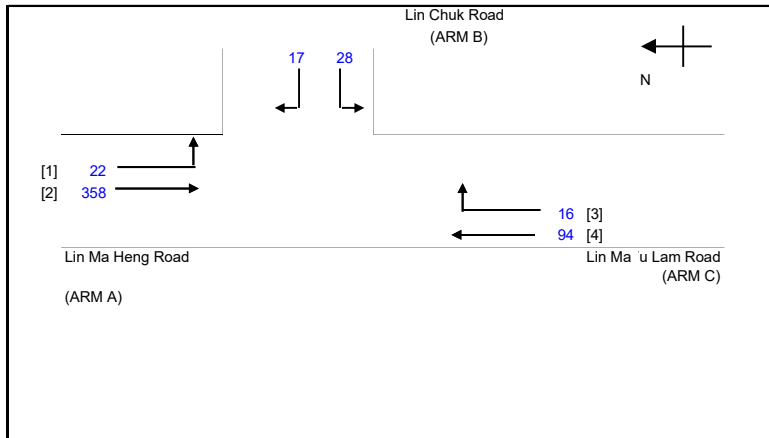 Lin Chuk Road
(ARM B)
17 28
N
[1] 22
[2] 358
16 [3]
94 [4]
Lin Ma Heng Road
(ARM A)
Lin Ma u Lam Road
(ARM C)